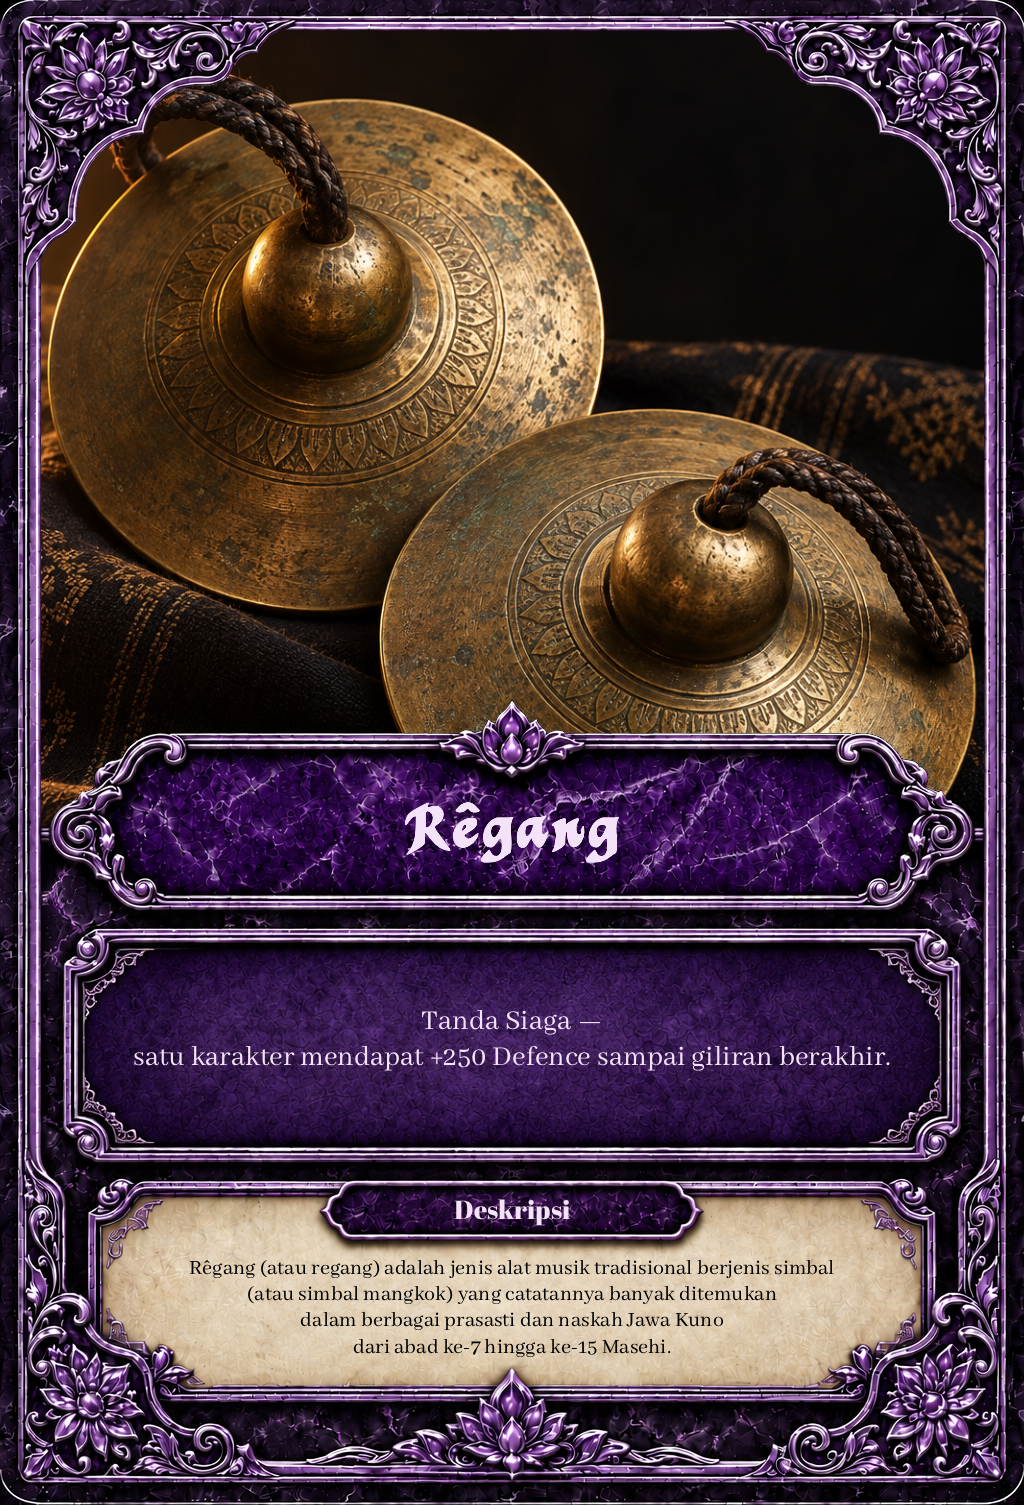 Rêgang
Tanda Siaga —
satu karakter mendapat +250 Defence sampai giliran berakhir.
Deskripsi
Rêgang (atau regang) adalah jenis alat musik tradisional berjenis simbal
(atau simbal mangkok) yang catatannya banyak ditemukan
dalam berbagai prasasti dan naskah Jawa Kuno
dari abad ke-7 hingga ke-15 Masehi.